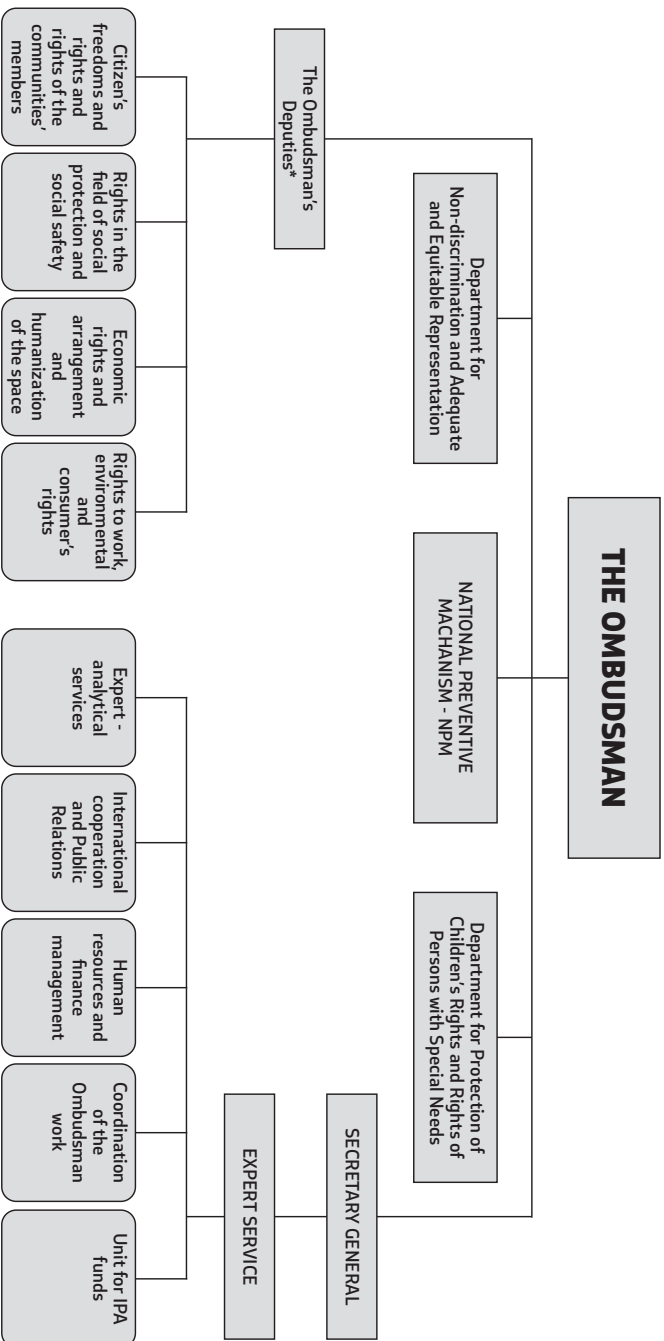 THE OMBUDSMAN
Department for
Non-discrimination and Adequate
and Equitable Representation
NATIONAL PREVENTIVE
MACHANISM - NPM
Department for Protection of
Children's Rights and Rights of
Persons with Special Needs
The Ombudsman's
Deputies*
SECRETARY GENERAL
EXPERT SERVICE
Citizen's
freedoms and
rights and
rights of the
communities'
members
Rights in the
field of social
protection and
social safety
Economic
rights and
arrangement
and
humanization
of the space
Rights to work,
environmental
and
consumer's
rights
Expert -
analytical
services
International
cooperation
and Public
Relations
Human
resources and
finance
management
Coordination
of the
Ombudsman
work
Unit for IPA
funds